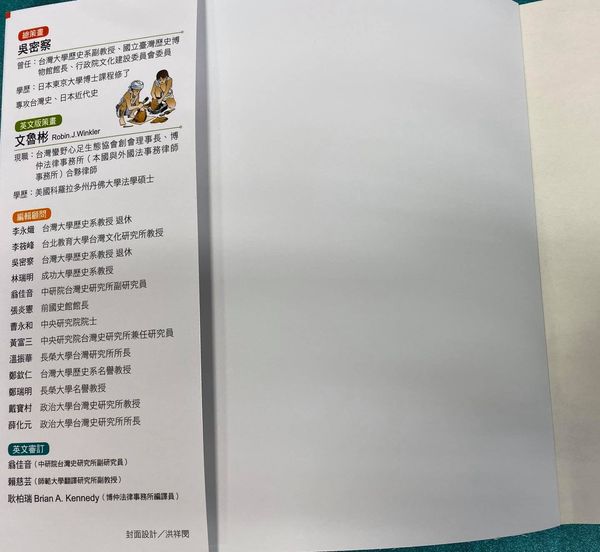 總策畫
吳密察
曾任：台灣大學歷史系副教授、國立臺灣歷史博
物館館長、行政院文化建設委員會委員
學歷：日本東京大學博士課程修了
專攻台灣史、日本近代史
英文版策畫
文魯彬 Robin.J.Winkler
現職：台灣蠻野心足生態協會創會理事長、博
仲法律事務所（本國與外國法事務律師
事務所）合夥律師
學歷：美國科羅拉多州丹佛大學法學碩士
編輯顧問
李永熾 台灣大學歷史系教授 退休
李筱峰 台北教育大學台灣文化研究所教授
吳密察 台灣大學歷史系教授 退休
林瑞明 成功大學歷史系教授
翁佳音 中研院台灣史研究所副研究員
張炎憲 前國史館館長
曹永和 中央研究院院士
黃富三 中央研究院台灣史研究所兼任研究員
溫振華 長榮大學台灣研究所所長
鄭欽仁 台灣大學歷史系名譽教授
鄭瑞明 長榮大學名譽教授
戴寶村 政治大學台灣史研究所教授
薛化元 政治大學台灣史研究所所長
英文審訂
翁佳音（中研院台灣史研究所副研究員）
賴慈芸（師範大學翻譯研究所副教授）
耿柏瑞 Brian A. Kennedy（博仲法律事務所編譯員）
封面設計／洪祥閔